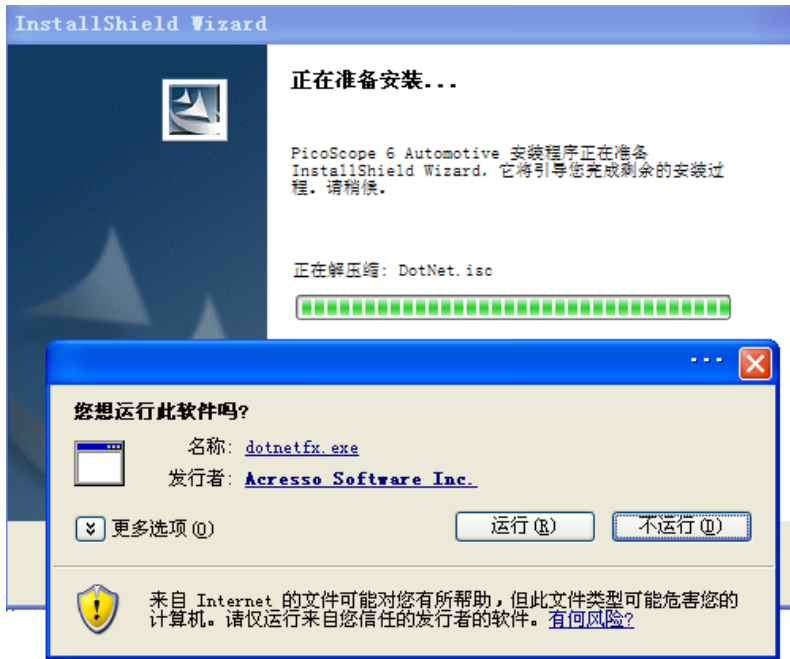 InstallShield Wizard
正在准备安装...
PicoScope 6 Automotive 安装程序正在准备
InstallShield Wizard，它将引导您完成剩余的安装过
程。请稍候。
正在解压缩: DotNet.isc
...
您想运行此软件吗?
名称: dotnetfx.exe
发行者: Acresso Software Inc.
更多选项(O)
运行(R)
不运行(D)
来自 Internet 的文件可能对您有所帮助，但此文件类型可能危害您的
计算机。请仅运行来自您信任的发行者的软件。有何风险?